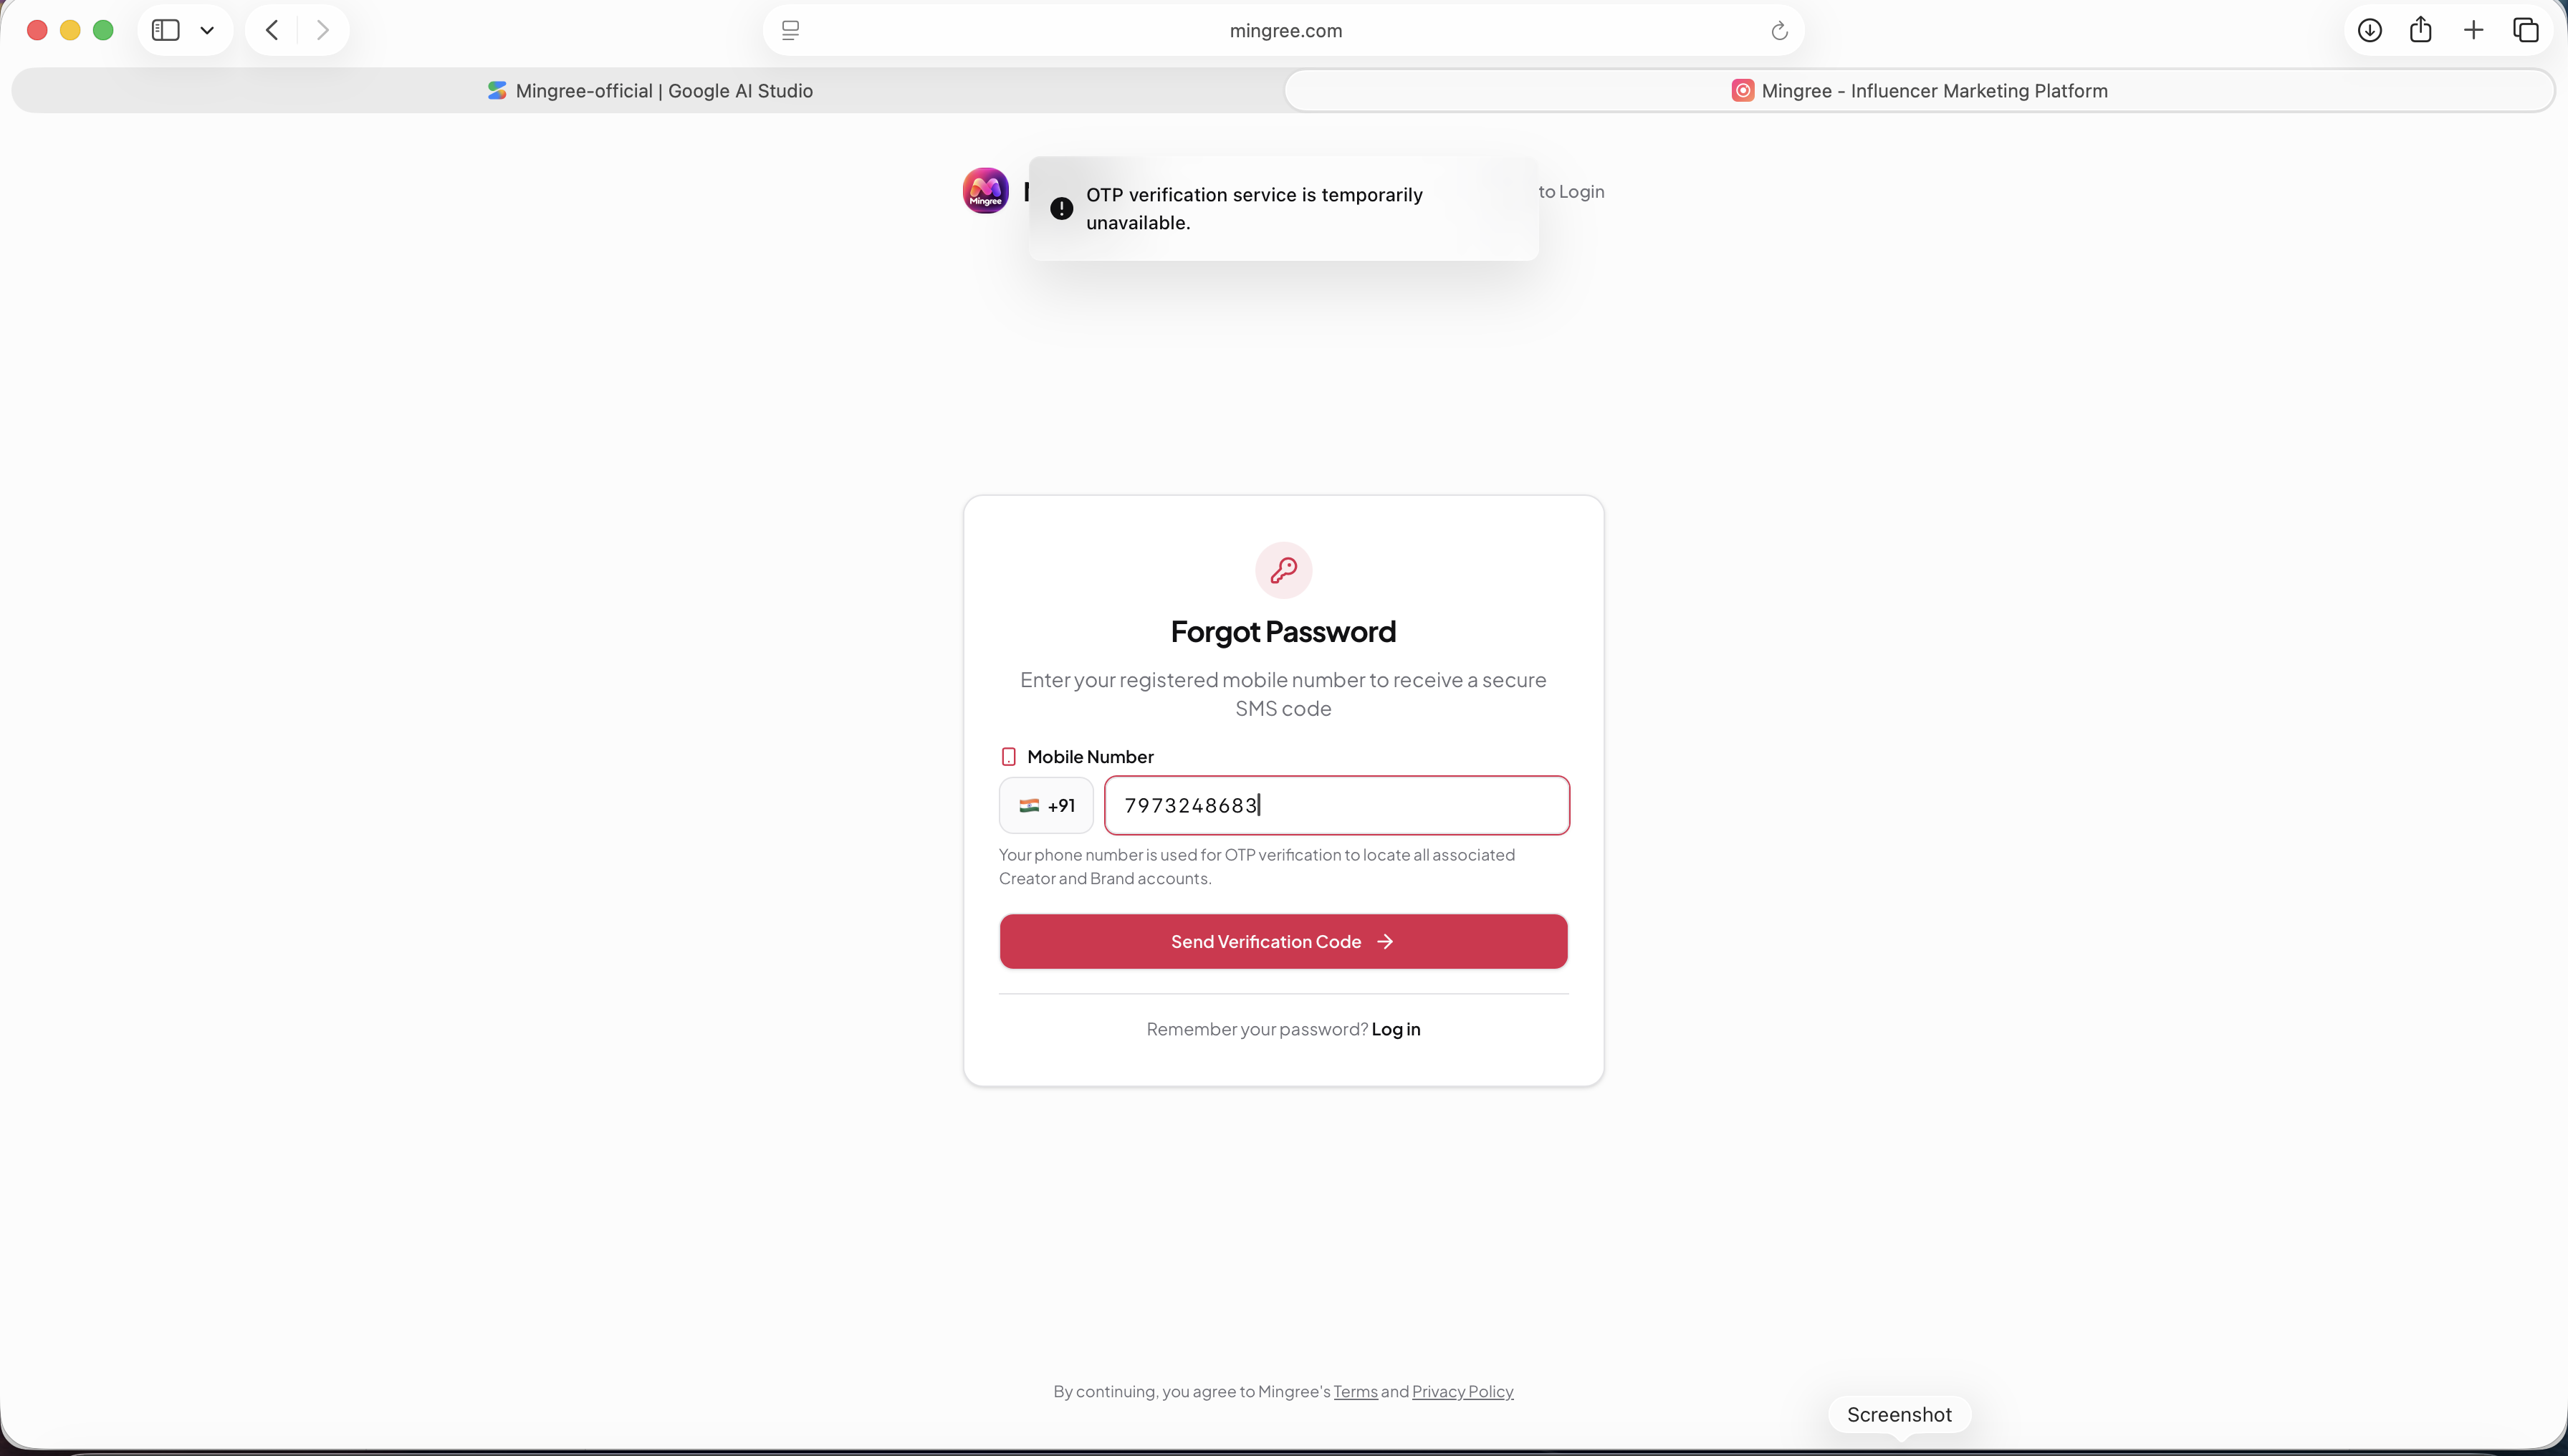 mingree.com
Mingree-official | Google AI Studio
Mingree - Influencer Marketing Platform
Mingree
OTP verification service is temporarily
unavailable.
to Login
Forgot Password
Enter your registered mobile number to receive a secure
SMS code
Mobile Number
🇮🇳 +91
7973248683
Your phone number is used for OTP verification to locate all associated
Creator and Brand accounts.
Send Verification Code →
Remember your password? Log in
By continuing, you agree to Mingree's Terms and Privacy Policy
Screenshot